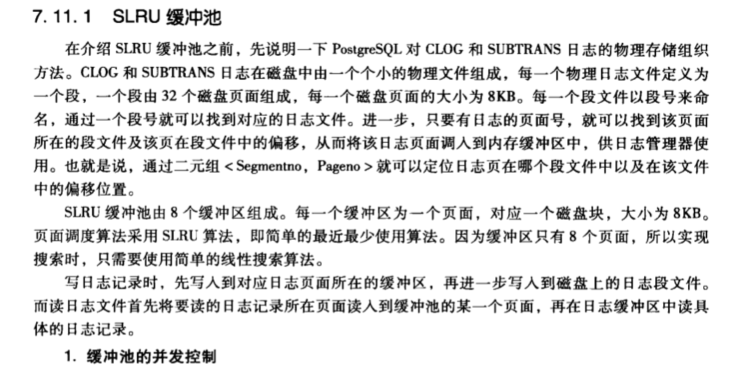 7.11.1 SLRU 缓冲池
在介绍 SLRU 缓冲池之前，先说明一下 PostgreSQL 对 CLOG 和 SUBTRANS 日志的物理存储组织
方法。CLOG 和 SUBTRANS 日志在磁盘中由一个个小的物理文件组成，每一个物理日志文件定义为
一个段，一个段由 32 个磁盘页面组成，每一个磁盘页面的大小为 8KB。每一个段文件以段号来命
名，通过一个段号就可以找到对应的日志文件。进一步，只要有日志的页面号，就可以找到该页面
所在的段文件及该页在段文件中的偏移，从而将该日志页面调入到内存缓冲区中，供日志管理器使
用。也就是说，通过二元组 < Segmentno，Pageno > 就可以定位日志页在哪个段文件中以及在该文件
中的偏移位置。
SLRU 缓冲池由 8 个缓冲区组成。每一个缓冲区为一个页面，对应一个磁盘块，大小为 8KB。
页面调度算法采用 SLRU 算法，即简单的最近最少使用算法。因为缓冲区只有 8 个页面，所以实现
搜索时，只需要使用简单的线性搜索算法。
写日志记录时，先写入到对应日志页面所在的缓冲区，再进一步写入到磁盘上的日志段文件。
而读日志文件首先将要读的日志记录所在页面读入到缓冲池的某一个页面，再在日志缓冲区中读具
体的日志记录。
1. 缓冲池的并发控制